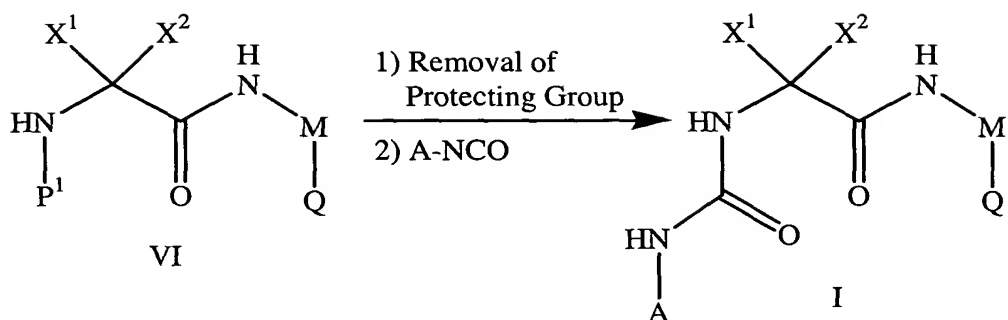 X¹ X²
H
N
HN
M
P¹
O
Q
VI
1) Removal of
Protecting Group
2) A-NCO
X¹ X²
H
N
HN
M
O
Q
HN
O
A
I